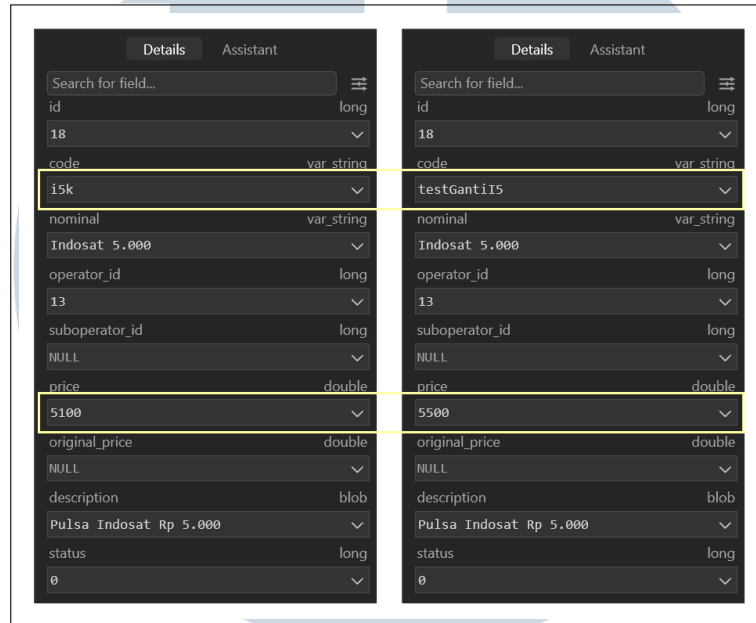 Details Assistant
Search for field...
id long
18
code var_string
i5k
nominal var_string
Indosat 5.000
operator_id long
13
suboperator_id long
NULL
price double
5100
original_price double
NULL
description blob
Pulsa Indosat Rp 5.000
status long
0
Details Assistant
Search for field...
id long
18
code var_string
testGantiI5
nominal var_string
Indosat 5.000
operator_id long
13
suboperator_id long
NULL
price double
5500
original_price double
NULL
description blob
Pulsa Indosat Rp 5.000
status long
0